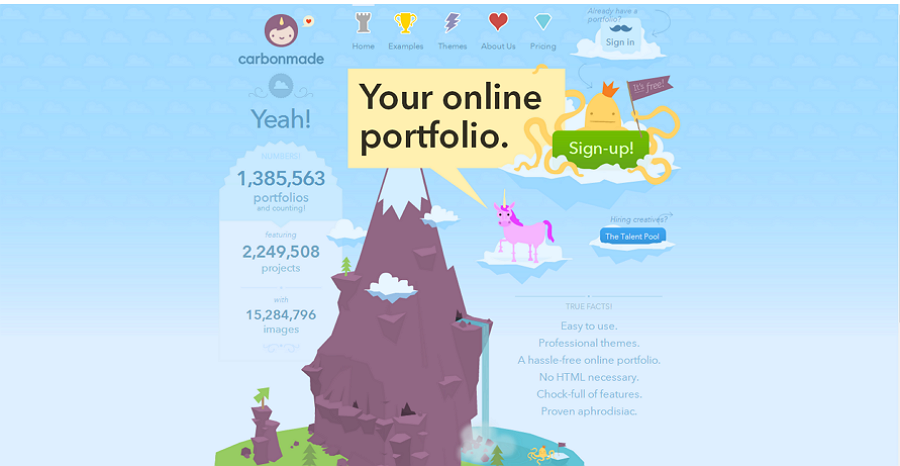 carbonmade
Home
Examples
Themes
About Us
Pricing
Already have a
portfolio?
Sign in
It's free!
Sign-up!
Your online
portfolio.
Yeah!
NUMBERS!
1,385,563
portfolios
and counting!
featuring
2,249,508
projects
with
15,284,796
images
Hiring creatives?
The Talent Pool
TRUE FACTS!
Easy to use.
Professional themes.
A hassle-free online portfolio.
No HTML necessary.
Chock-full of features.
Proven aphrodisiac.